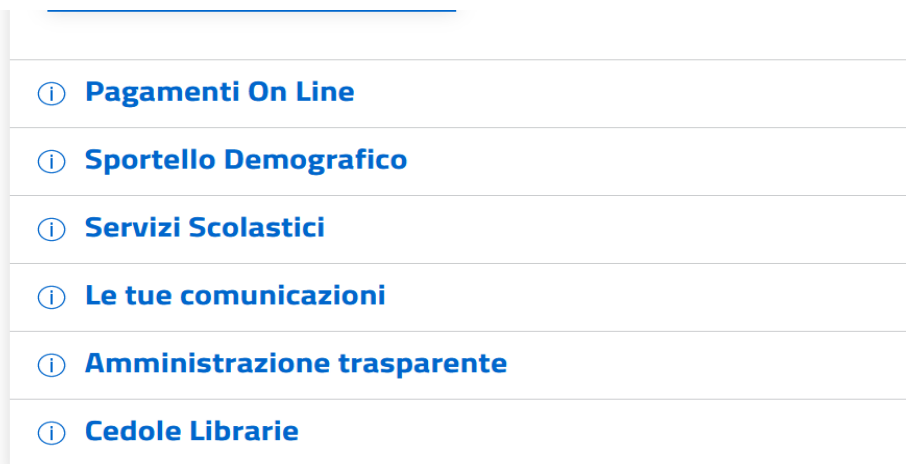 Pagamenti On Line
Sportello Demografico
Servizi Scolastici
Le tue comunicazioni
Amministrazione trasparente
Cedole Librarie